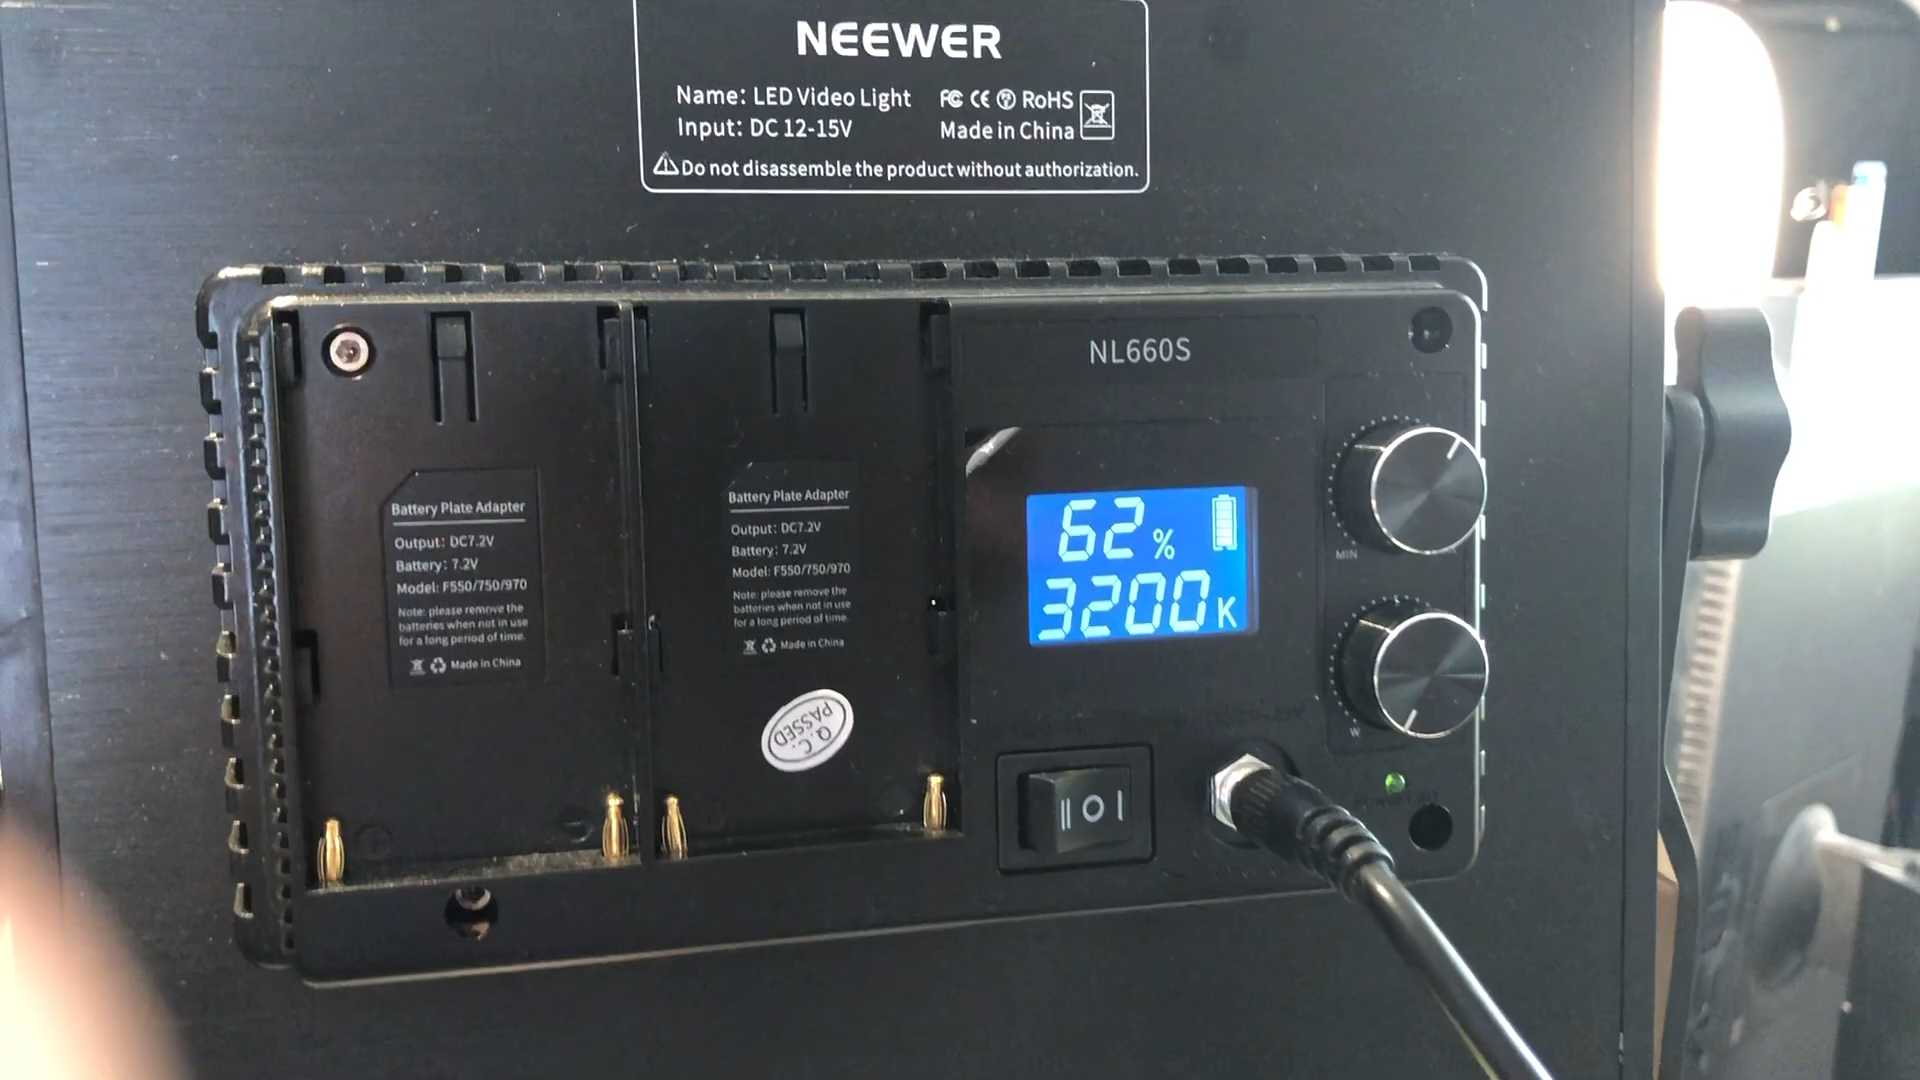 NEEWER
Name: LED Video Light
Input: DC 12-15V
FC CE RoHS
Made in China
Do not disassemble the product without authorization.
NL660S
Battery Plate Adapter
Output: DC7.2V
Battery: 7.2V
Model: F550/750/970
Note: please remove the
batteries when not in use
for a long period of time.
Made in China
Battery Plate Adapter
Output: DC7.2V
Battery: 7.2V
Model: F550/750/970
Note: please remove the
batteries when not in use
for a long period of time.
Made in China
Q.C.
PASSED
62%
3200K
MIN
W
II O I